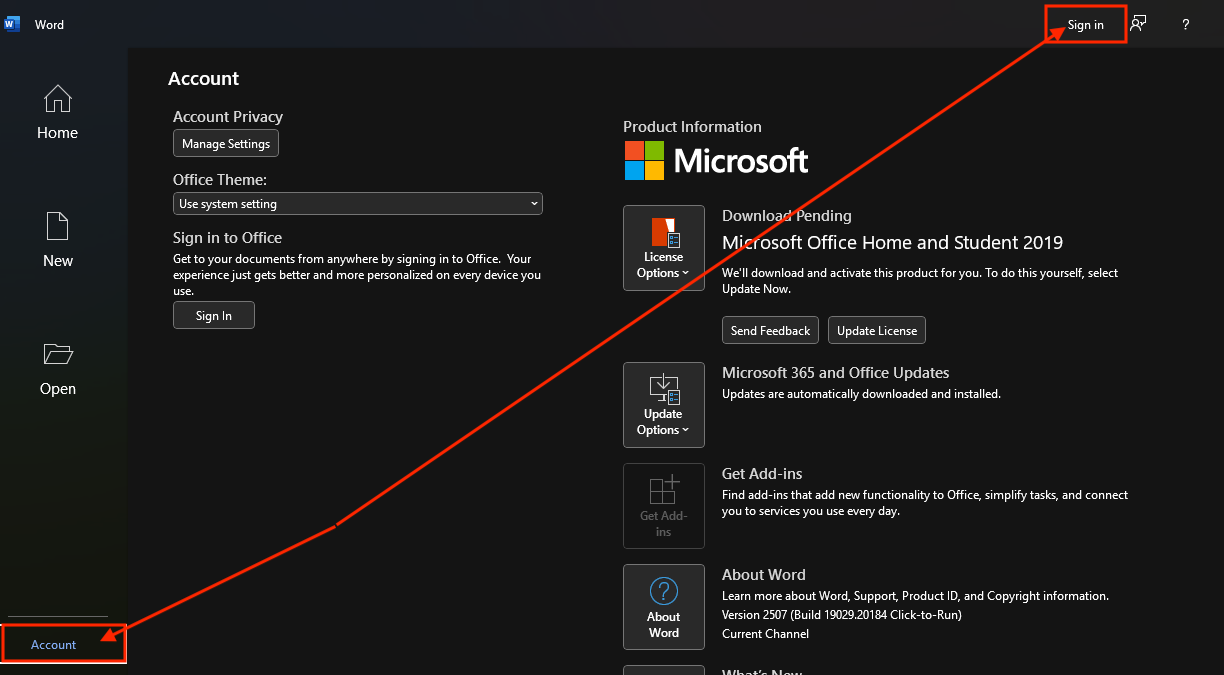 Word
Sign in
?
Home
New
Open
Account
Account
Account Privacy
Manage Settings
Office Theme:
Use system setting
Sign in to Office
Get to your documents from anywhere by signing in to Office.  Your
experience just gets better and more personalized on every device you
use.
Sign In
Product Information
Microsoft
License
Options
Download Pending
Microsoft Office Home and Student 2019
We'll download and activate this product for you. To do this yourself, select
Update Now.
Send Feedback
Update License
Update
Options
Microsoft 365 and Office Updates
Updates are automatically downloaded and installed.
Get Add-
ins
Get Add-ins
Find add-ins that add new functionality to Office, simplify tasks, and connect
you to services you use every day.
?
About
Word
About Word
Learn more about Word, Support, Product ID, and Copyright information.
Version 2507 (Build 19029.20184 Click-to-Run)
Current Channel
What's New